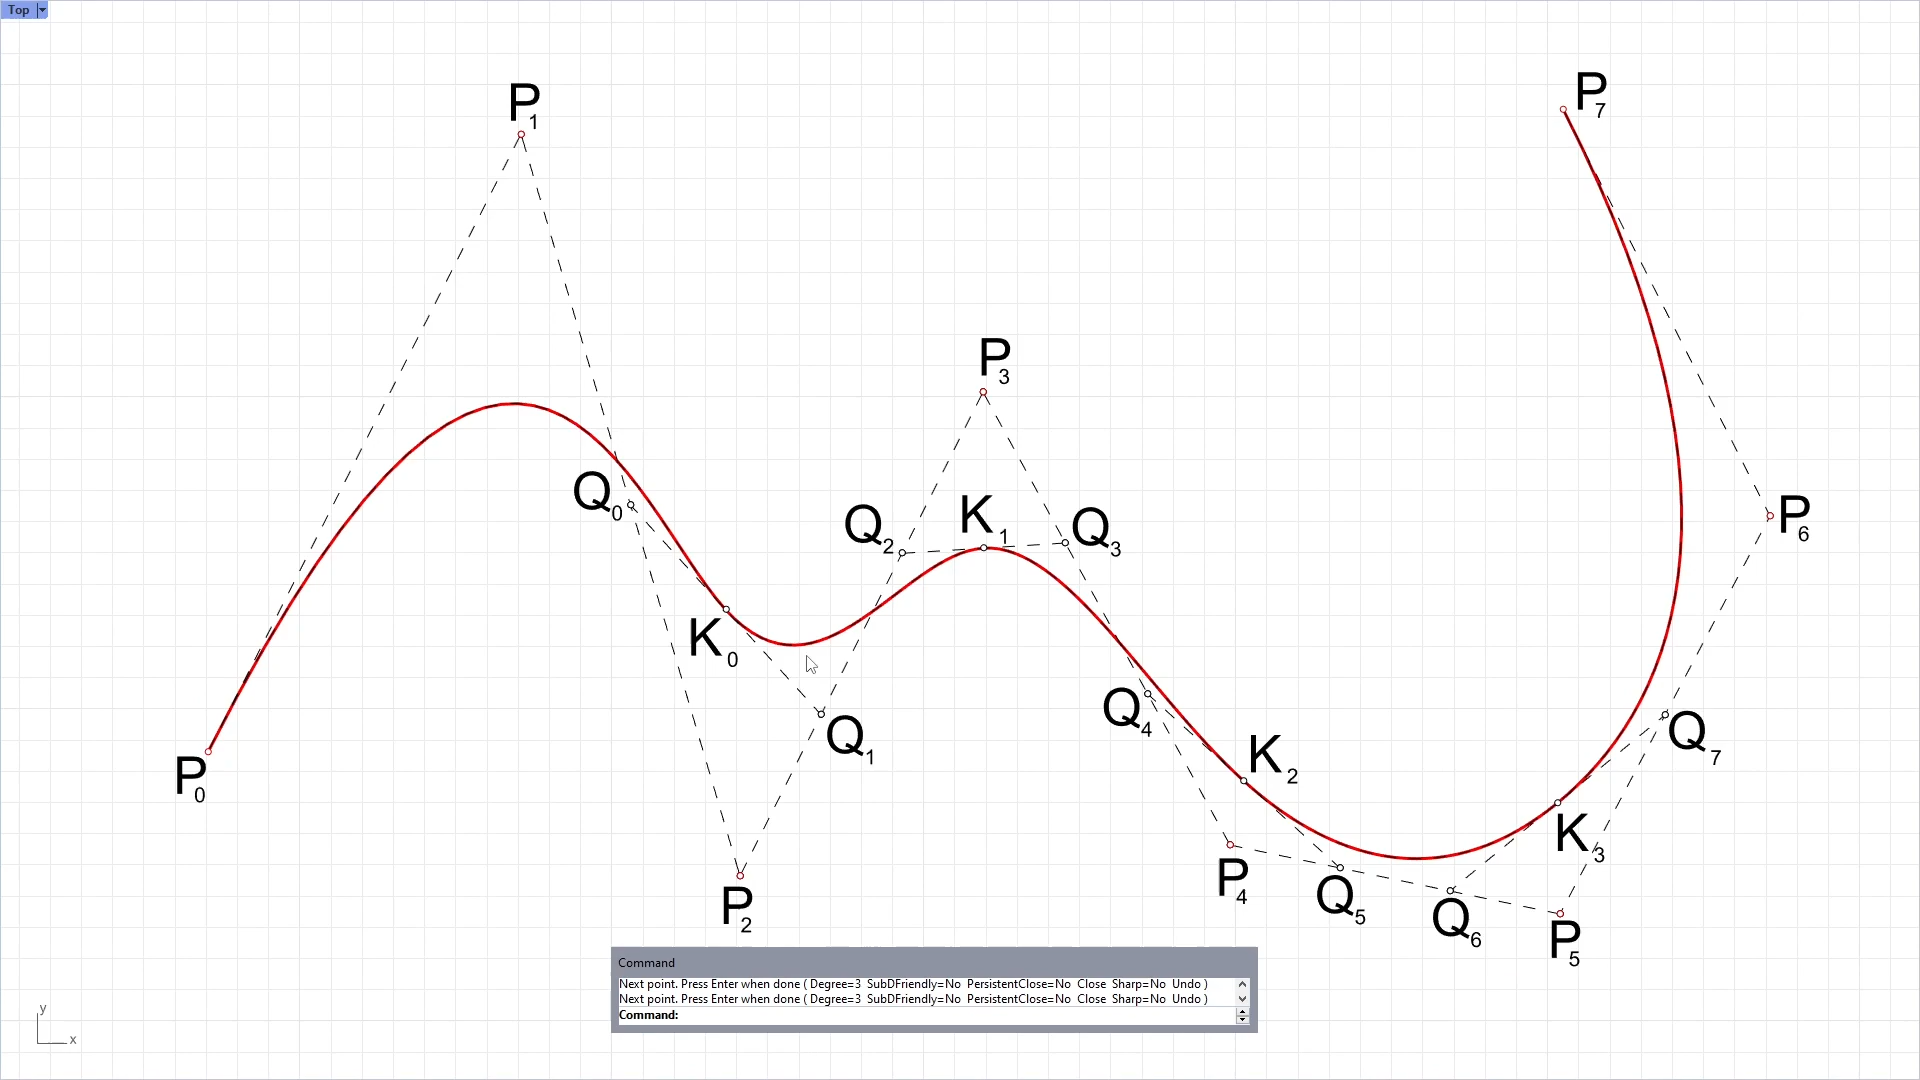 Top
P1
P7
P3
Q0
Q2
K1
Q3
P6
K0
Q1
Q4
K2
Q7
P0
K3
P4
Q5
P2
Q6
P5
Command
Next point. Press Enter when done ( Degree=3 SubDFriendly=No PersistentClose=No Close Sharp=No Undo )
Next point. Press Enter when done ( Degree=3 SubDFriendly=No PersistentClose=No Close Sharp=No Undo )
Command:
y
x